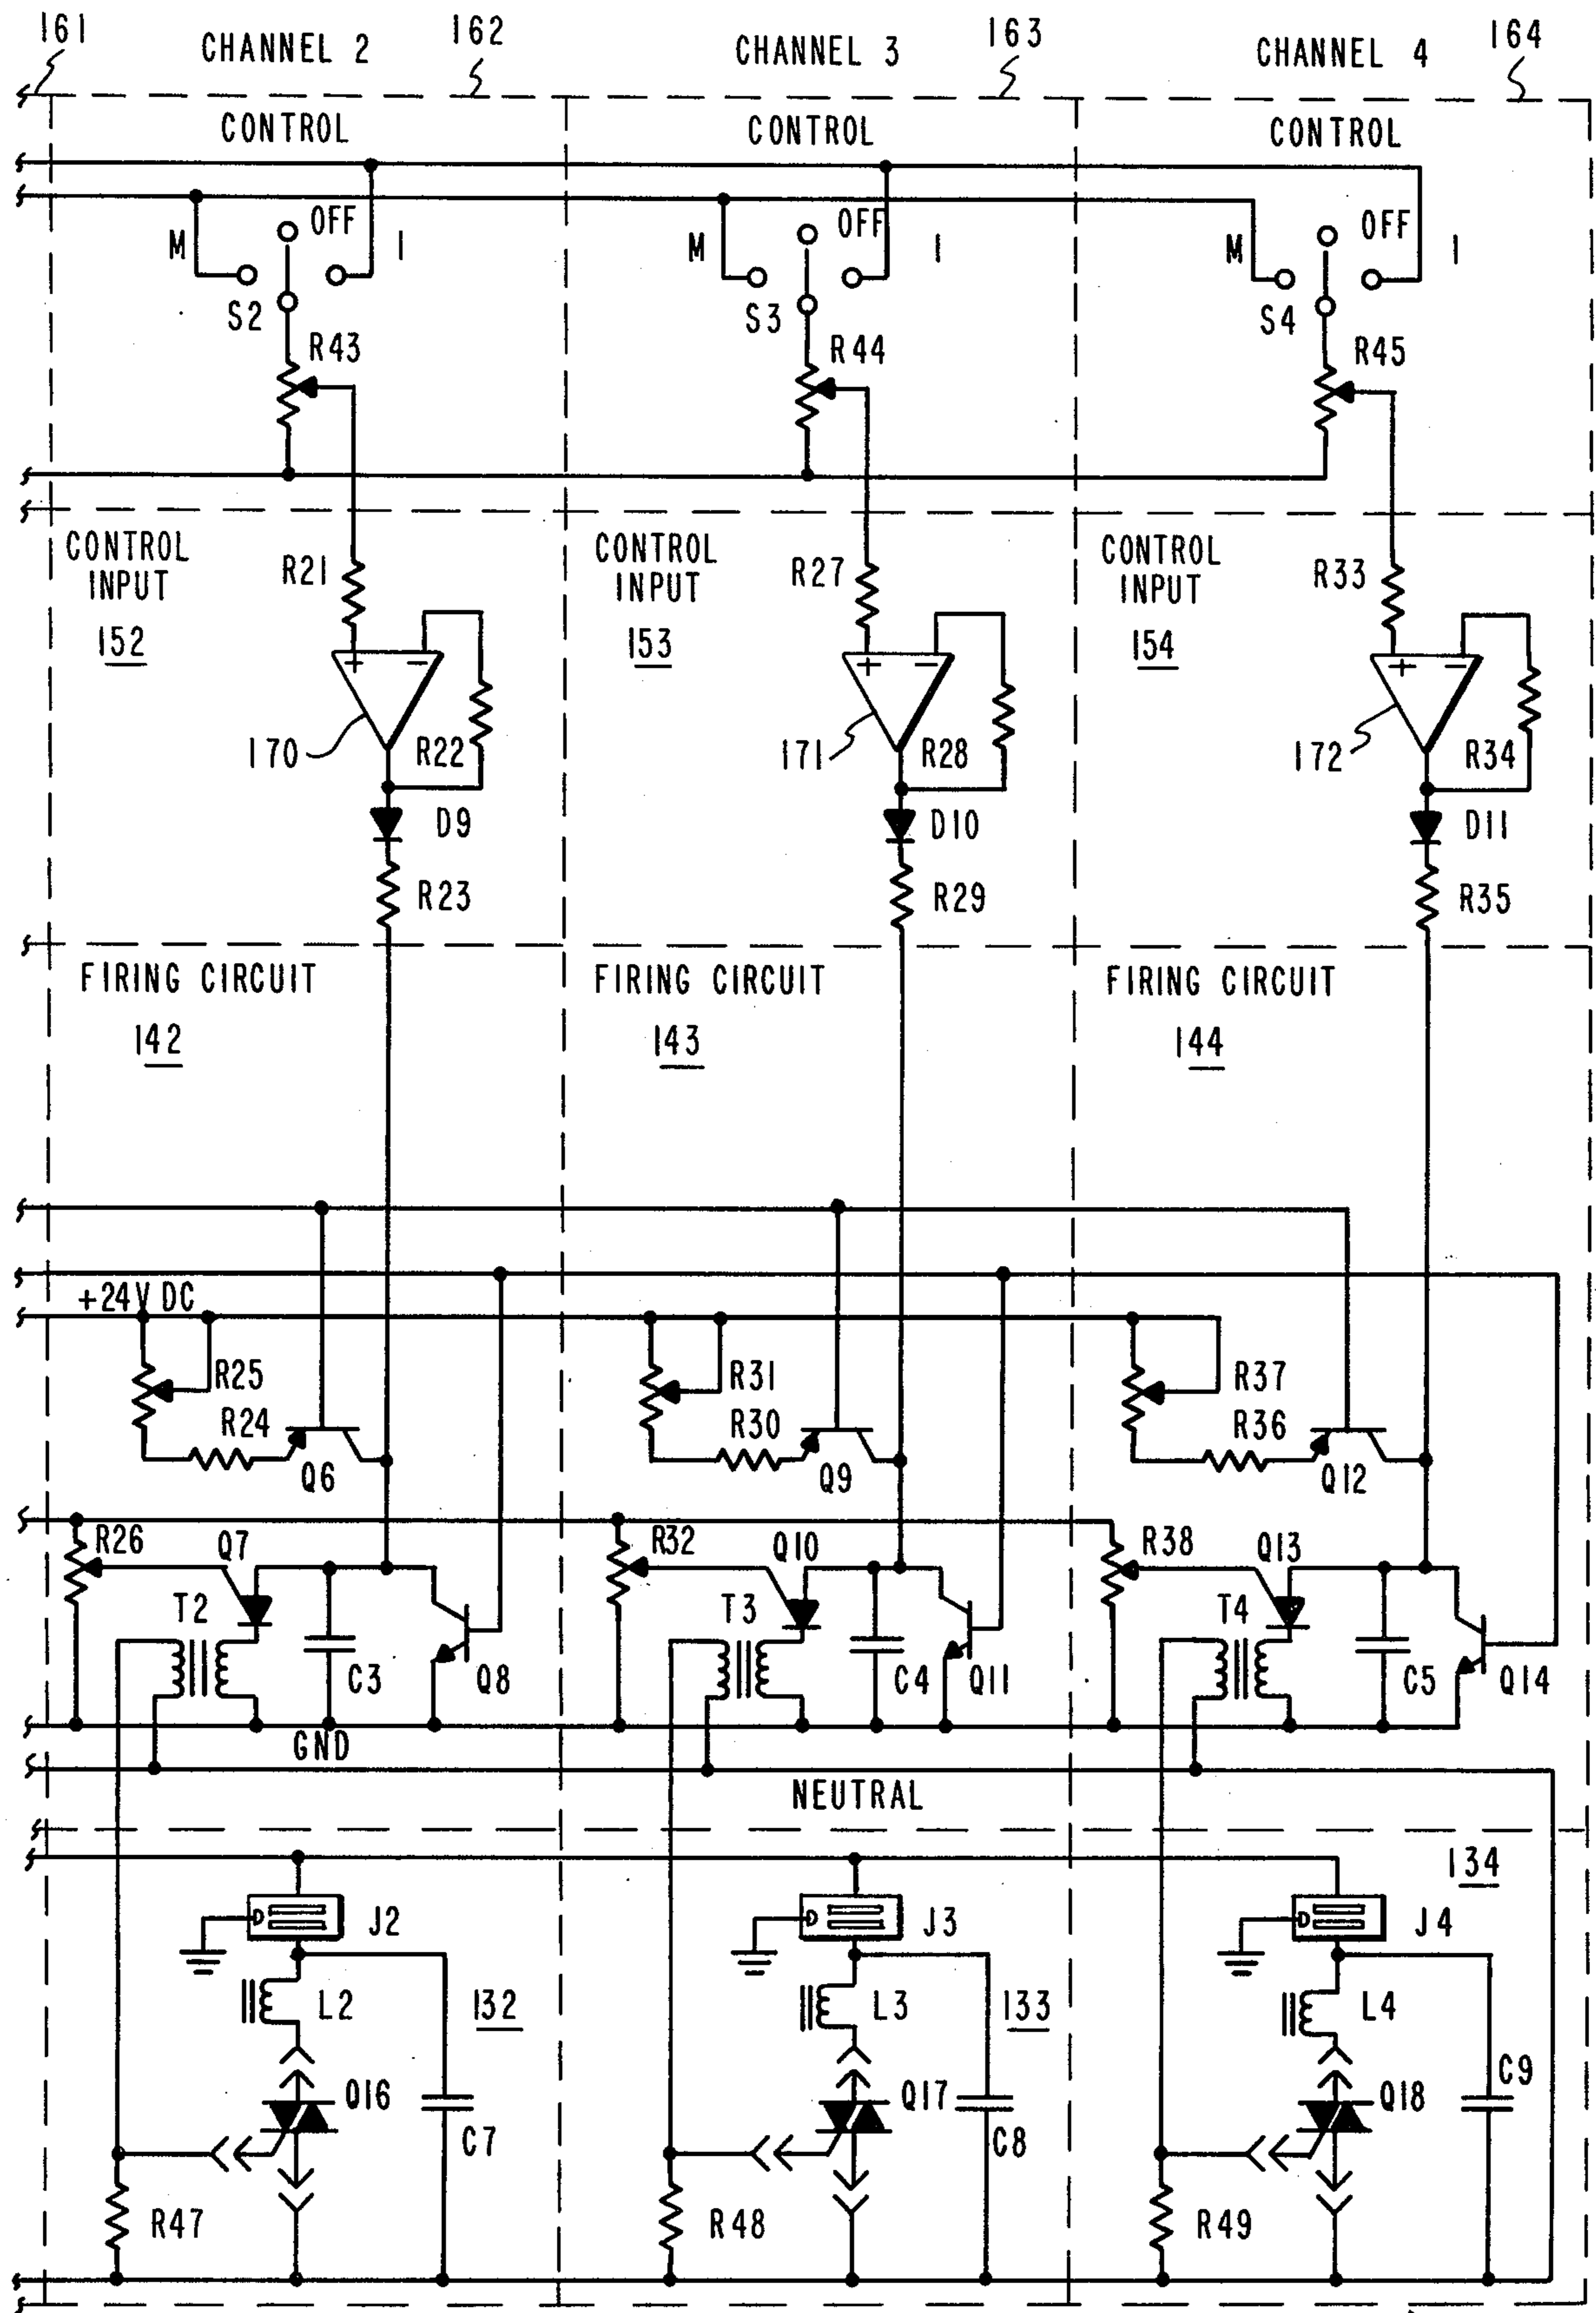 161
CHANNEL 2
162
CHANNEL 3
163
CHANNEL 4
164
CONTROL
CONTROL
CONTROL
OFF
M
I
S2
R43
OFF
M
I
S3
R44
OFF
M
I
S4
R45
CONTROL
INPUT
152
R21
+ −
170
R22
D9
R23
CONTROL
INPUT
153
R27
+ −
171
R28
D10
R29
CONTROL
INPUT
154
R33
+ −
172
R34
D11
R35
FIRING CIRCUIT
142
FIRING CIRCUIT
143
FIRING CIRCUIT
144
+24V DC
R25
R24
Q6
R31
R30
Q9
R37
R36
Q12
R26
Q7
T2
C3
Q8
R32
Q10
T3
C4
Q11
R38
Q13
T4
C5
Q14
GND
NEUTRAL
J2
L2
132
Q16
C7
R47
J3
L3
133
Q17
C8
R48
134
J4
L4
C9
Q18
R49